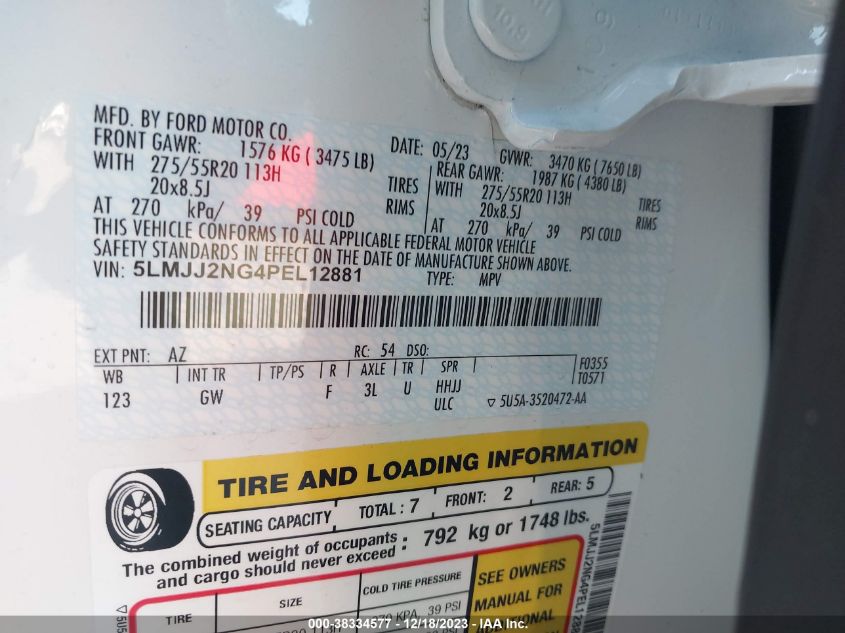 10.9
MFD. BY FORD MOTOR CO.
DATE: 05/23 GVWR: 3470 KG ( 7650 LB)
FRONT GAWR: 1576 KG ( 3475 LB)
REAR GAWR: 1987 KG ( 4380 LB)
WITH 275/55R20 113H TIRES
WITH 275/55R20 113H TIRES
20x8.5J RIMS
20x8.5J RIMS
AT 270 kPa/ 39 PSI COLD
AT 270 kPa/ 39 PSI COLD
THIS VEHICLE CONFORMS TO ALL APPLICABLE FEDERAL MOTOR VEHICLE
SAFETY STANDARDS IN EFFECT ON THE DATE OF MANUFACTURE SHOWN ABOVE.
VIN: 5LMJJ2NG4PEL12881 TYPE: MPV
EXT PNT: AZ RC: 54 DSO:
WB INT TR TP/PS R AXLE TR SPR F0355
T0571
123 GW F 3L U HHJJ
ULC ▽ 5U5A-3520472-AA
TIRE AND LOADING INFORMATION
SEATING CAPACITY TOTAL : 7 FRONT: 2 REAR: 5
The combined weight of occupants
and cargo should never exceed : 792 kg or 1748 lbs.
TIRE SIZE COLD TIRE PRESSURE
SEE OWNERS
MANUAL FOR
39 PSI
000-38334577 - 12/18/2023 - IAA Inc.